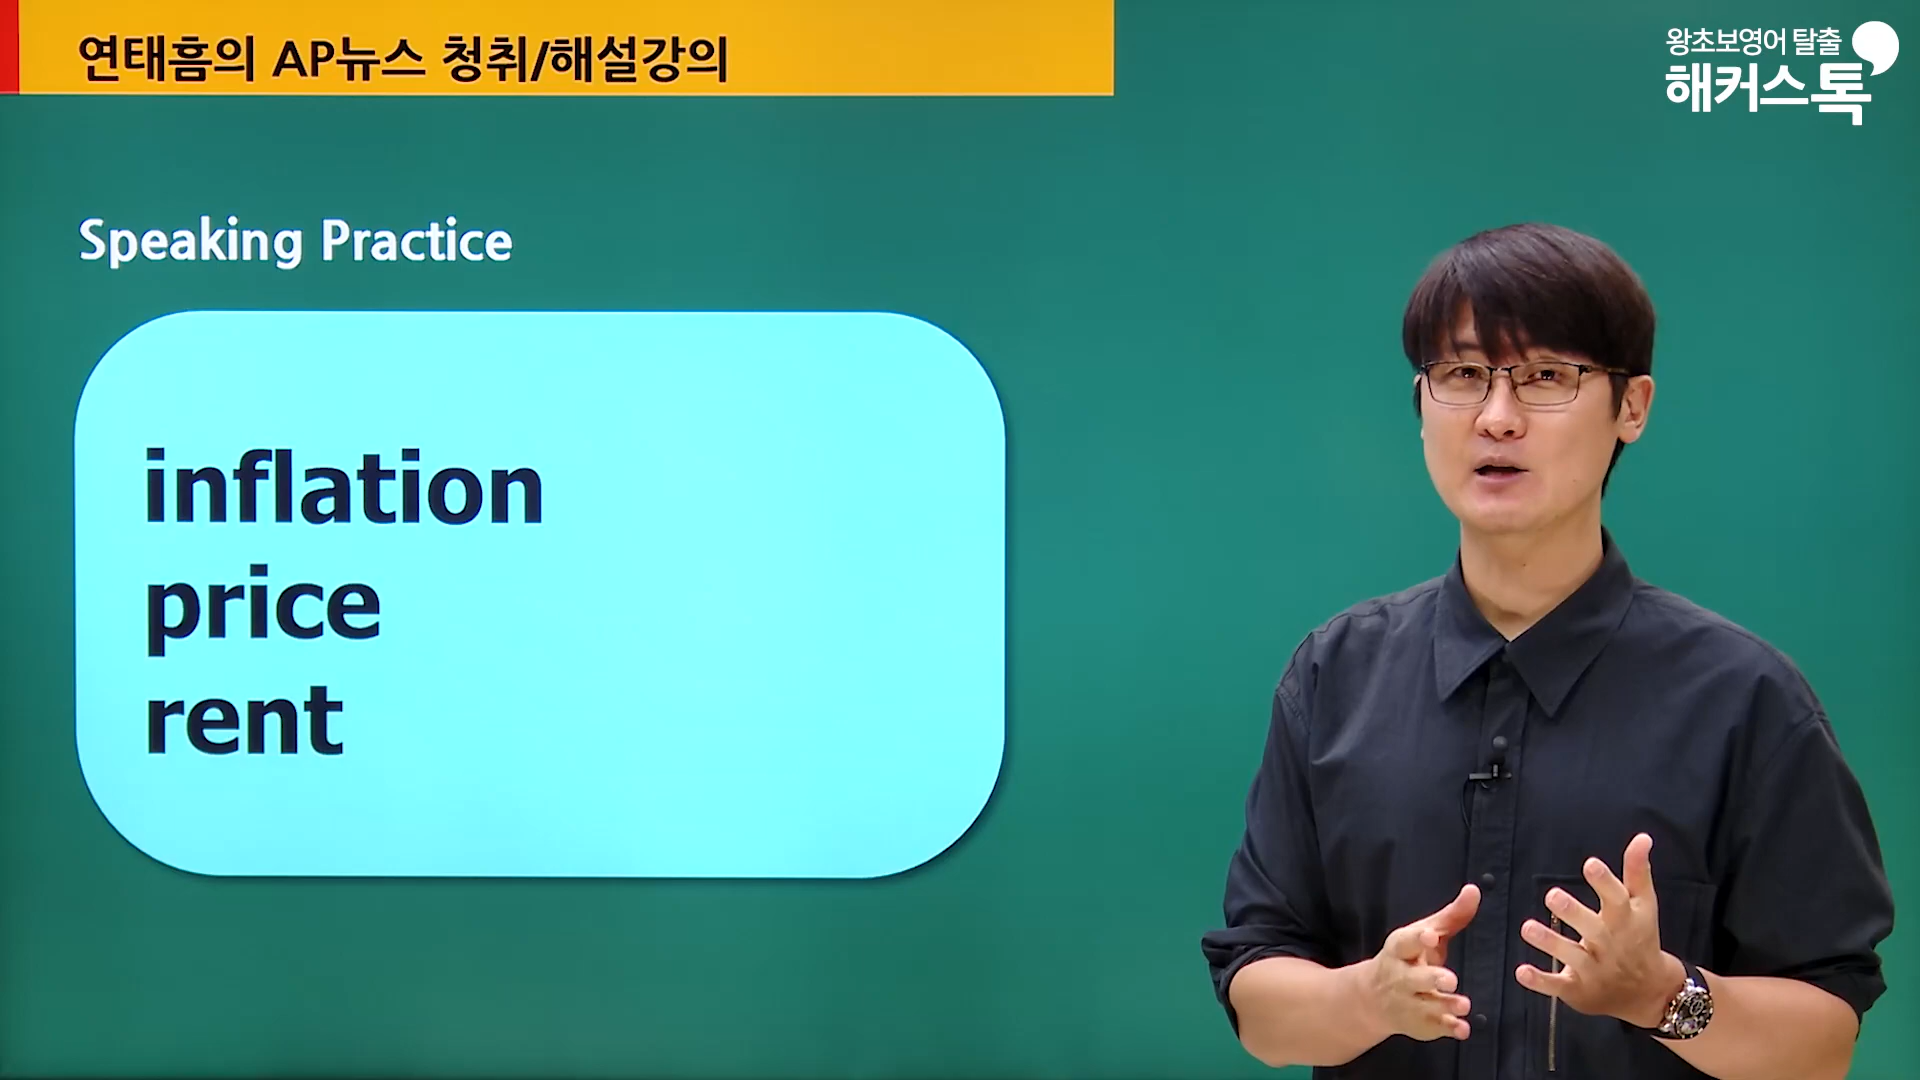 연태흠의 AP뉴스 청취/해설강의
왕초보영어 탈출
해커스톡
Speaking Practice
inflation
price
rent